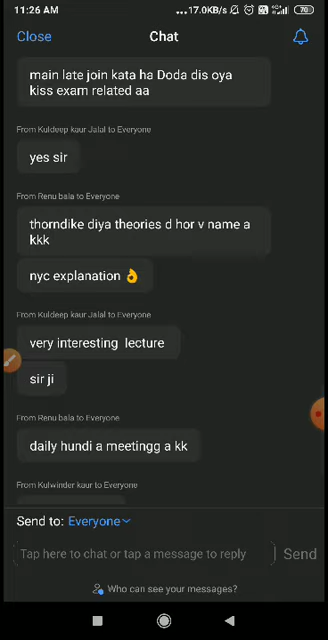 11:26 AM
...17.0KB/s
70
Close
Chat
main late join kata ha Doda dis oya
kiss exam related aa
From Kuldeep kaur Jalal to Everyone
yes sir
From Renu bala to Everyone
thorndike diya theories d hor v name a
kkk
nyc explanation 👌
From Kuldeep kaur Jalal to Everyone
very interesting lecture
sir ji
From Renu bala to Everyone
daily hundi a meetingg a kk
From Kulwinder kaur to Everyone
Send to: Everyone
Tap here to chat or tap a message to reply
Send
Who can see your messages?